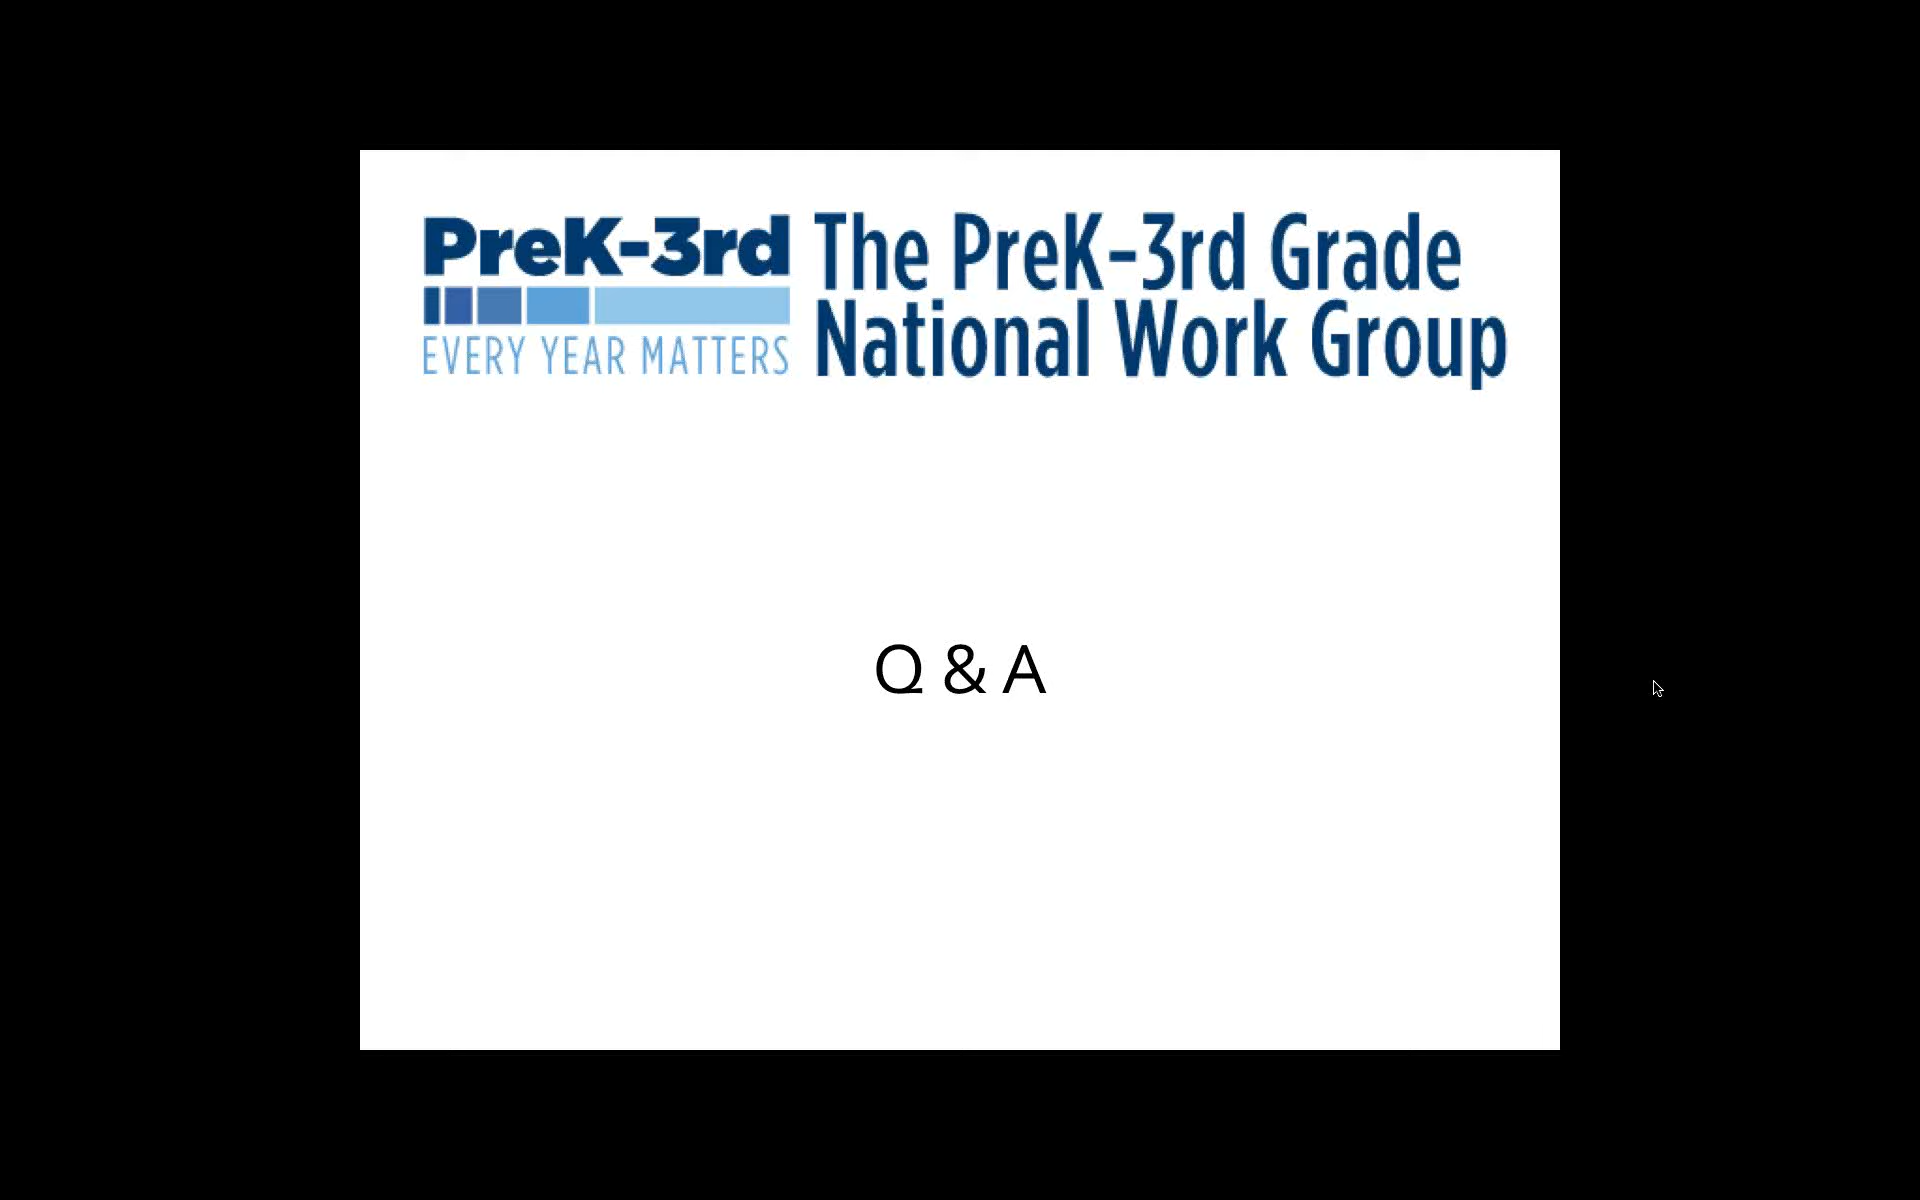 PreK-3rd
EVERY YEAR MATTERS
The PreK-3rd Grade
National Work Group
Q & A